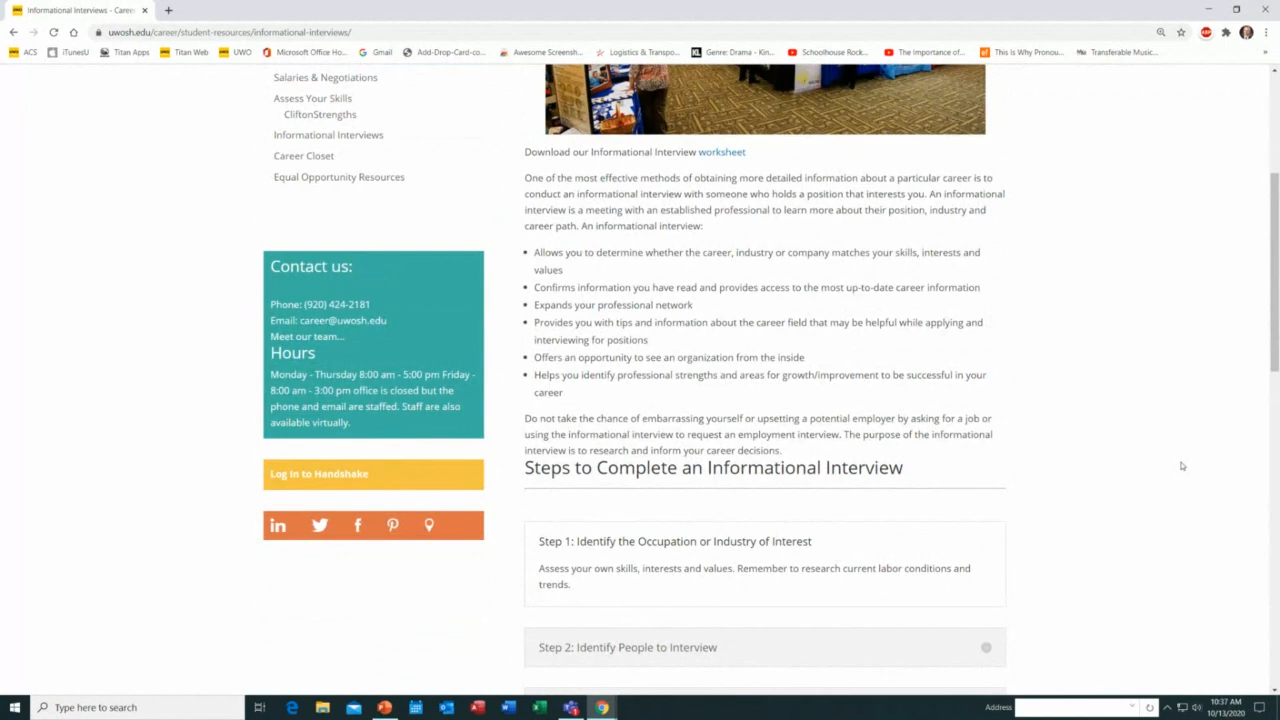 Informational Interviews - Caree
uwosh.edu/career/student-resources/informational-interviews/
ACS
iTunesU
Titan Apps
Titan Web
UWO
Microsoft Office Ho...
Gmail
Add-Drop-Card-co...
Awesome Screensh...
Logistics & Transpo...
Genre: Drama - Kin...
Schoolhouse Rock...
The Importance of...
This Is Why Pronou...
Transferable Music...
Salaries & Negotiations
Assess Your Skills
CliftonStrengths
Informational Interviews
Career Closet
Equal Opportunity Resources
Contact us:
Phone: (920) 424-2181
Email: career@uwosh.edu
Meet our team...
Hours
Monday - Thursday 8:00 am - 5:00 pm Friday -
8:00 am - 3:00 pm office is closed but the
phone and email are staffed. Staff are also
available virtually.
Log In to Handshake
Download our Informational Interview worksheet
One of the most effective methods of obtaining more detailed information about a particular career is to
conduct an informational interview with someone who holds a position that interests you. An informational
interview is a meeting with an established professional to learn more about their position, industry and
career path. An informational interview:
Allows you to determine whether the career, industry or company matches your skills, interests and
values
Confirms information you have read and provides access to the most up-to-date career information
Expands your professional network
Provides you with tips and information about the career field that may be helpful while applying and
interviewing for positions
Offers an opportunity to see an organization from the inside
Helps you identify professional strengths and areas for growth/improvement to be successful in your
career
Do not take the chance of embarrassing yourself or upsetting a potential employer by asking for a job or
using the informational interview to request an employment interview. The purpose of the informational
interview is to research and inform your career decisions.
Steps to Complete an Informational Interview
Step 1: Identify the Occupation or Industry of Interest
Assess your own skills, interests and values. Remember to research current labor conditions and
trends.
Step 2: Identify People to Interview
Type here to search
Address
10:37 AM
10/13/2020